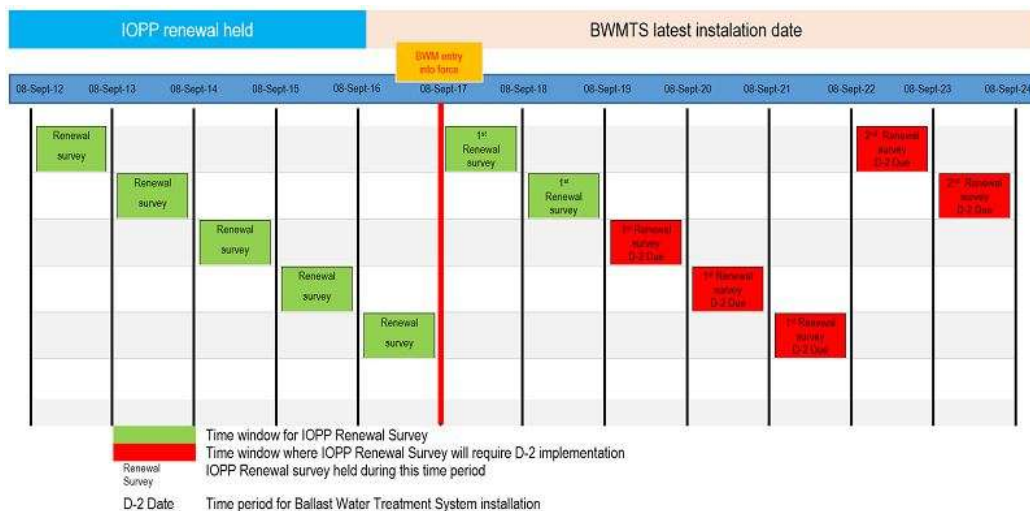 IOPP renewal held
BWMTS latest instalation date
BWM entry
into force
08-Sept-12 08-Sept-13 08-Sept-14 08-Sept-15 08-Sept-16 08-Sept-17 08-Sept-18 08-Sept-19 08-Sept-20 08-Sept-21 08-Sept-22 08-Sept-23 08-Sept-24
Renewal
survey
1st
Renewal
survey
2nd Renewal
survey
D-2 Due
Renewal
survey
1st
Renewal
survey
2nd Renewal
survey
D-2 Due
Renewal
survey
1st Renewal
survey
D-2 Due
Renewal
survey
1st Renewal
survey
D-2 Due
Renewal
survey
1st Renewal
survey
D-2 Due
Time window for IOPP Renewal Survey
Time window where IOPP Renewal Survey will require D-2 implementation
Renewal
Survey
IOPP Renewal survey held during this time period
D-2 Date
Time period for Ballast Water Treatment System installation